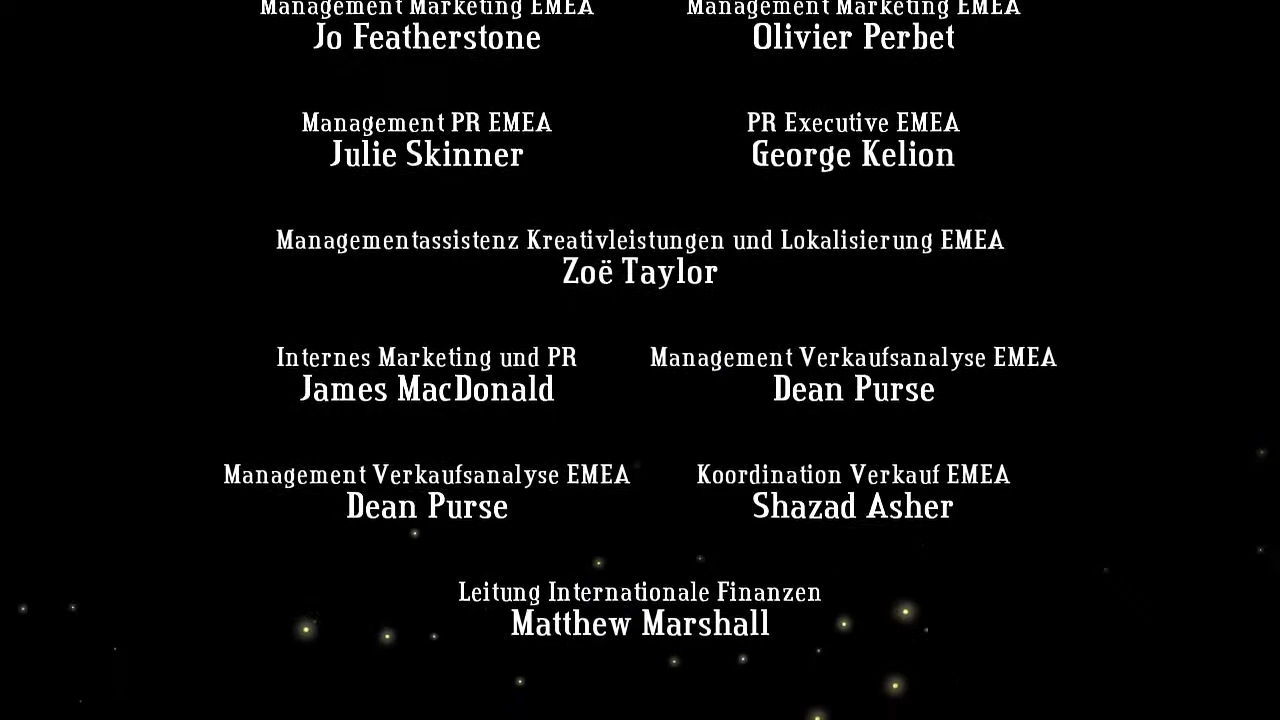 Management Marketing EMEA Management Marketing EMEA
Jo Featherstone Olivier Perbet
Management PR EMEA PR Executive EMEA
Julie Skinner George Kelion
Managementassistenz Kreativleistungen und Lokalisierung EMEA
Zoë Taylor
Internes Marketing und PR Management Verkaufsanalyse EMEA
James MacDonald Dean Purse
Management Verkaufsanalyse EMEA Koordination Verkauf EMEA
Dean Purse Shazad Asher
Leitung Internationale Finanzen
Matthew Marshall